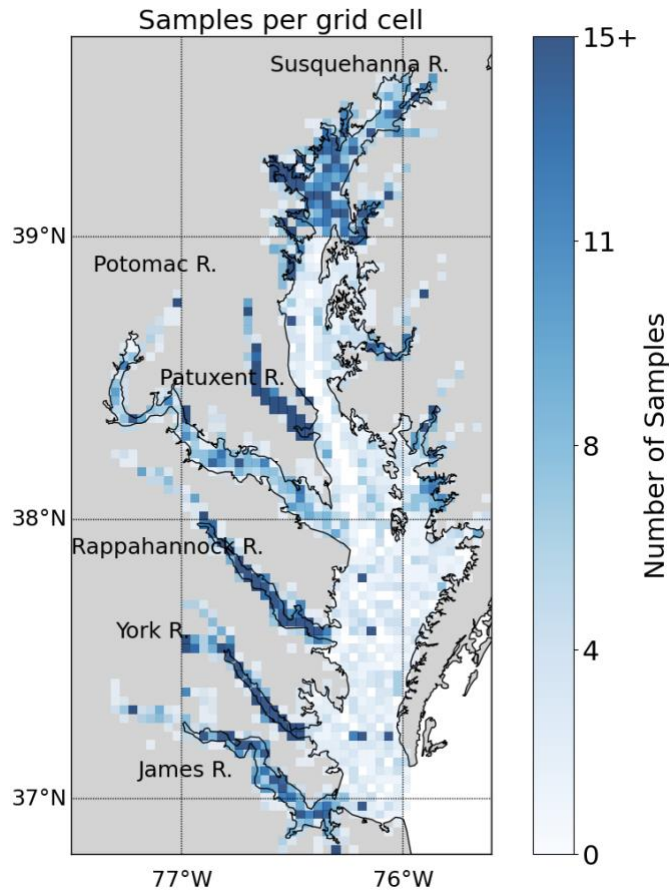 Samples per grid cell
Susquehanna R.
39°N
Potomac R.
Patuxent R.
38°N
Rappahannock R.
York R.
James R.
37°N
77°W
76°W
15+
11
8
4
0
Number of Samples